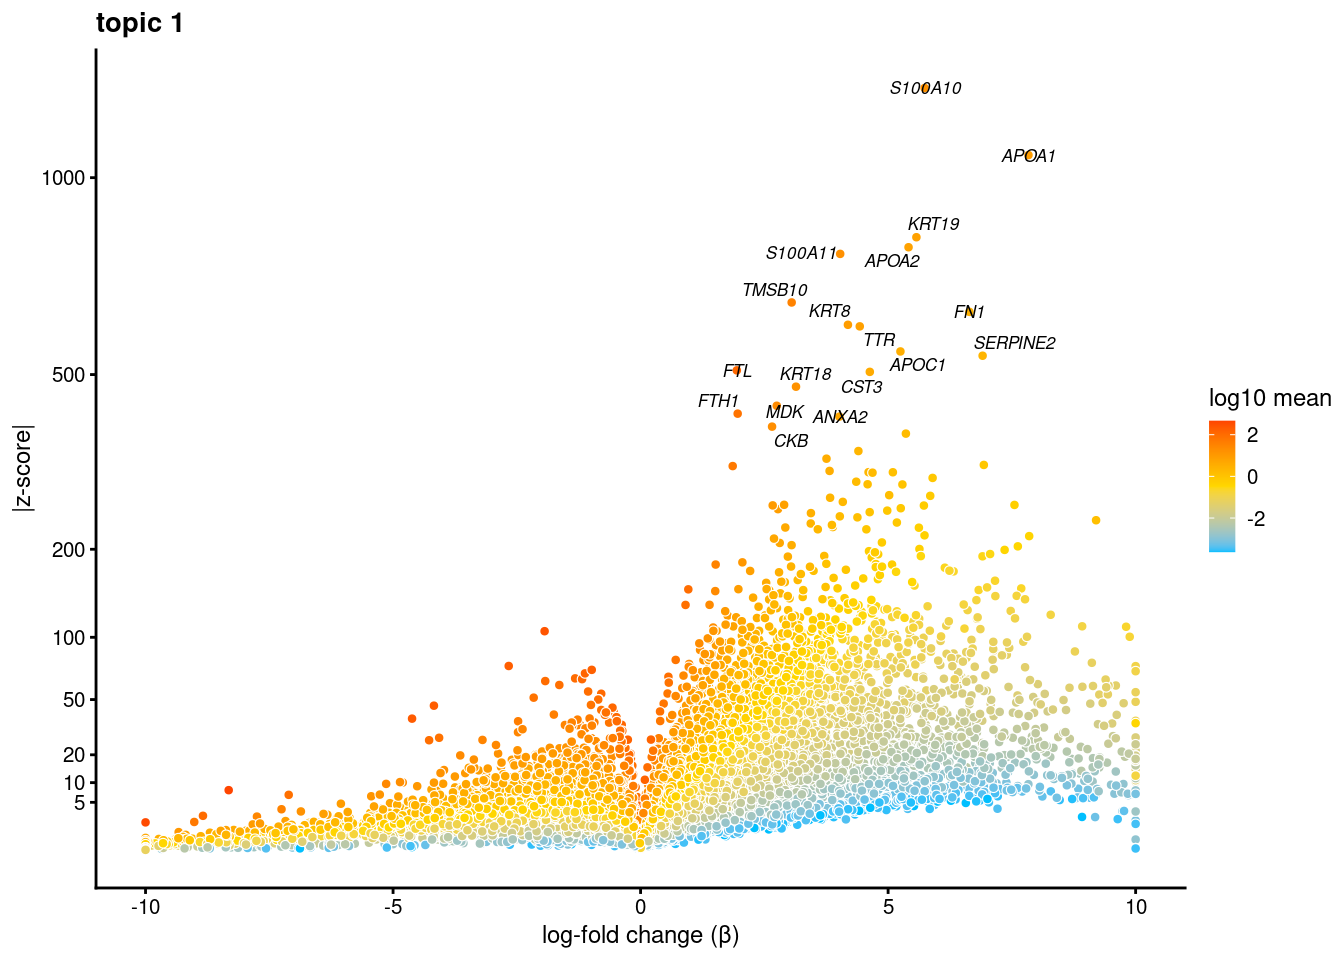 topic 1
S100A10
APOA1
1000
KRT19
S100A11
APOA2
TMSB10
KRT8
FN1
TTR
SERPINE2
APOC1
500
FTL
KRT18
CST3
FTH1
MDK
ANXA2
CKB
log10 mean
2
0
-2
|z-score|
200
100
50
20
10
5
-10
-5
0
5
10
log-fold change (β)